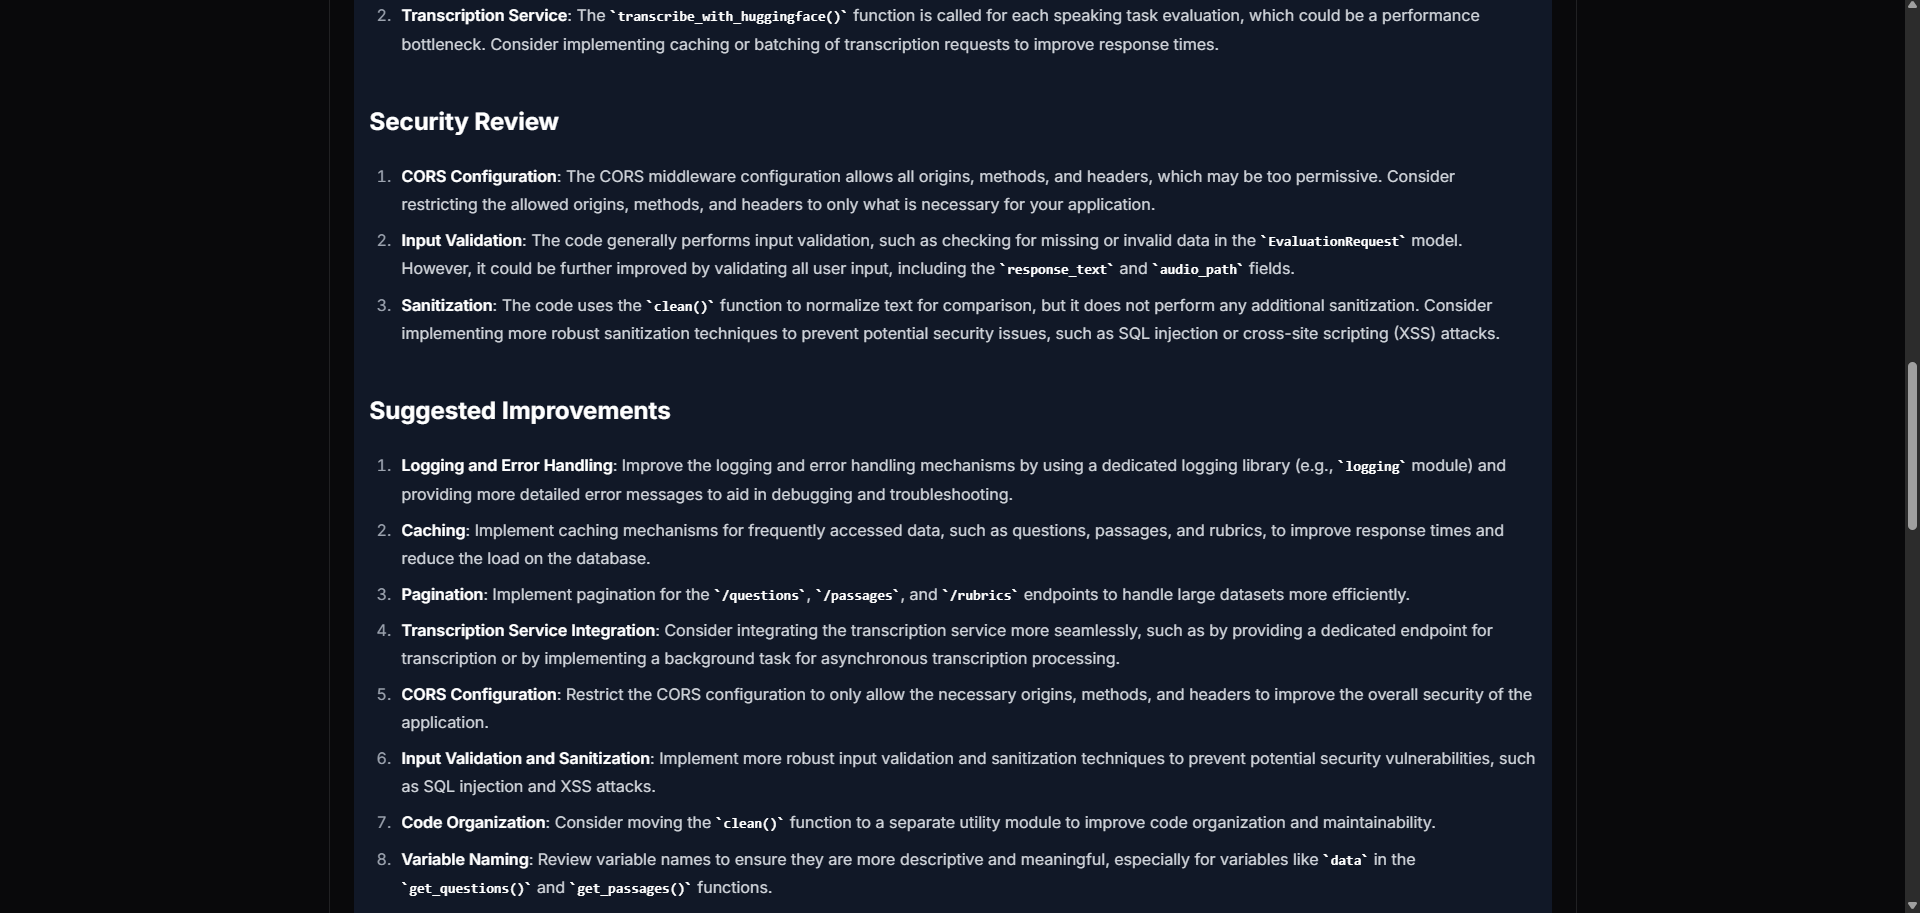 2. Transcription Service: The `transcribe_with_huggingface()` function is called for each speaking task evaluation, which could be a performance
bottleneck. Consider implementing caching or batching of transcription requests to improve response times.
Security Review
1. CORS Configuration: The CORS middleware configuration allows all origins, methods, and headers, which may be too permissive. Consider
restricting the allowed origins, methods, and headers to only what is necessary for your application.
2. Input Validation: The code generally performs input validation, such as checking for missing or invalid data in the `EvaluationRequest` model.
However, it could be further improved by validating all user input, including the `response_text` and `audio_path` fields.
3. Sanitization: The code uses the `clean()` function to normalize text for comparison, but it does not perform any additional sanitization. Consider
implementing more robust sanitization techniques to prevent potential security issues, such as SQL injection or cross-site scripting (XSS) attacks.
Suggested Improvements
1. Logging and Error Handling: Improve the logging and error handling mechanisms by using a dedicated logging library (e.g., `logging` module) and
providing more detailed error messages to aid in debugging and troubleshooting.
2. Caching: Implement caching mechanisms for frequently accessed data, such as questions, passages, and rubrics, to improve response times and
reduce the load on the database.
3. Pagination: Implement pagination for the `/questions`, `/passages`, and `/rubrics` endpoints to handle large datasets more efficiently.
4. Transcription Service Integration: Consider integrating the transcription service more seamlessly, such as by providing a dedicated endpoint for
transcription or by implementing a background task for asynchronous transcription processing.
5. CORS Configuration: Restrict the CORS configuration to only allow the necessary origins, methods, and headers to improve the overall security of the
application.
6. Input Validation and Sanitization: Implement more robust input validation and sanitization techniques to prevent potential security vulnerabilities, such
as SQL injection and XSS attacks.
7. Code Organization: Consider moving the `clean()` function to a separate utility module to improve code organization and maintainability.
8. Variable Naming: Review variable names to ensure they are more descriptive and meaningful, especially for variables like `data` in the
`get_questions()` and `get_passages()` functions.